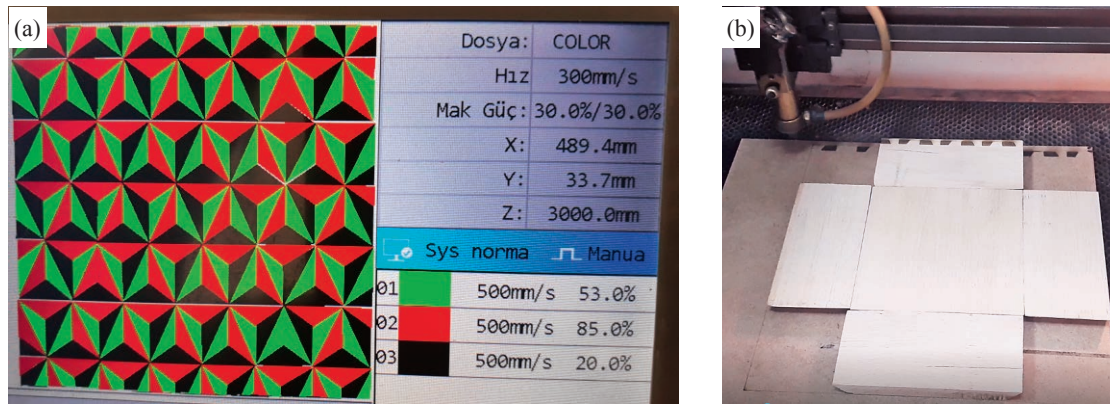 (a)
Dosya: COLOR
Hız 300mm/s
Mak Güç: 30.0%/30.0%
X: 489.4mm
Y: 33.7mm
Z: 3000.0mm
Sys norma Manua
01 500mm/s 53.0%
02 500mm/s 85.0%
03 500mm/s 20.0%
(b)